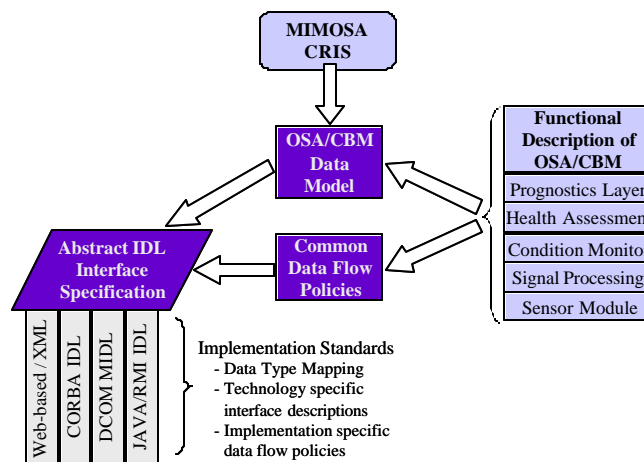 MIMOSA
CRIS
OSA/CBM
Data
Model
Functional
Description of
OSA/CBM
Prognostics Layer
Health Assessment
Condition Monito
Signal Processing
Sensor Module
Abstract IDL
Interface
Specification
Common
Data Flow
Policies
Web-based / XML
CORBA IDL
DCOM MIDL
JAVA/RMI IDL
Implementation Standards
- Data Type Mapping
- Technology specific
interface descriptions
- Implementation specific
data flow policies